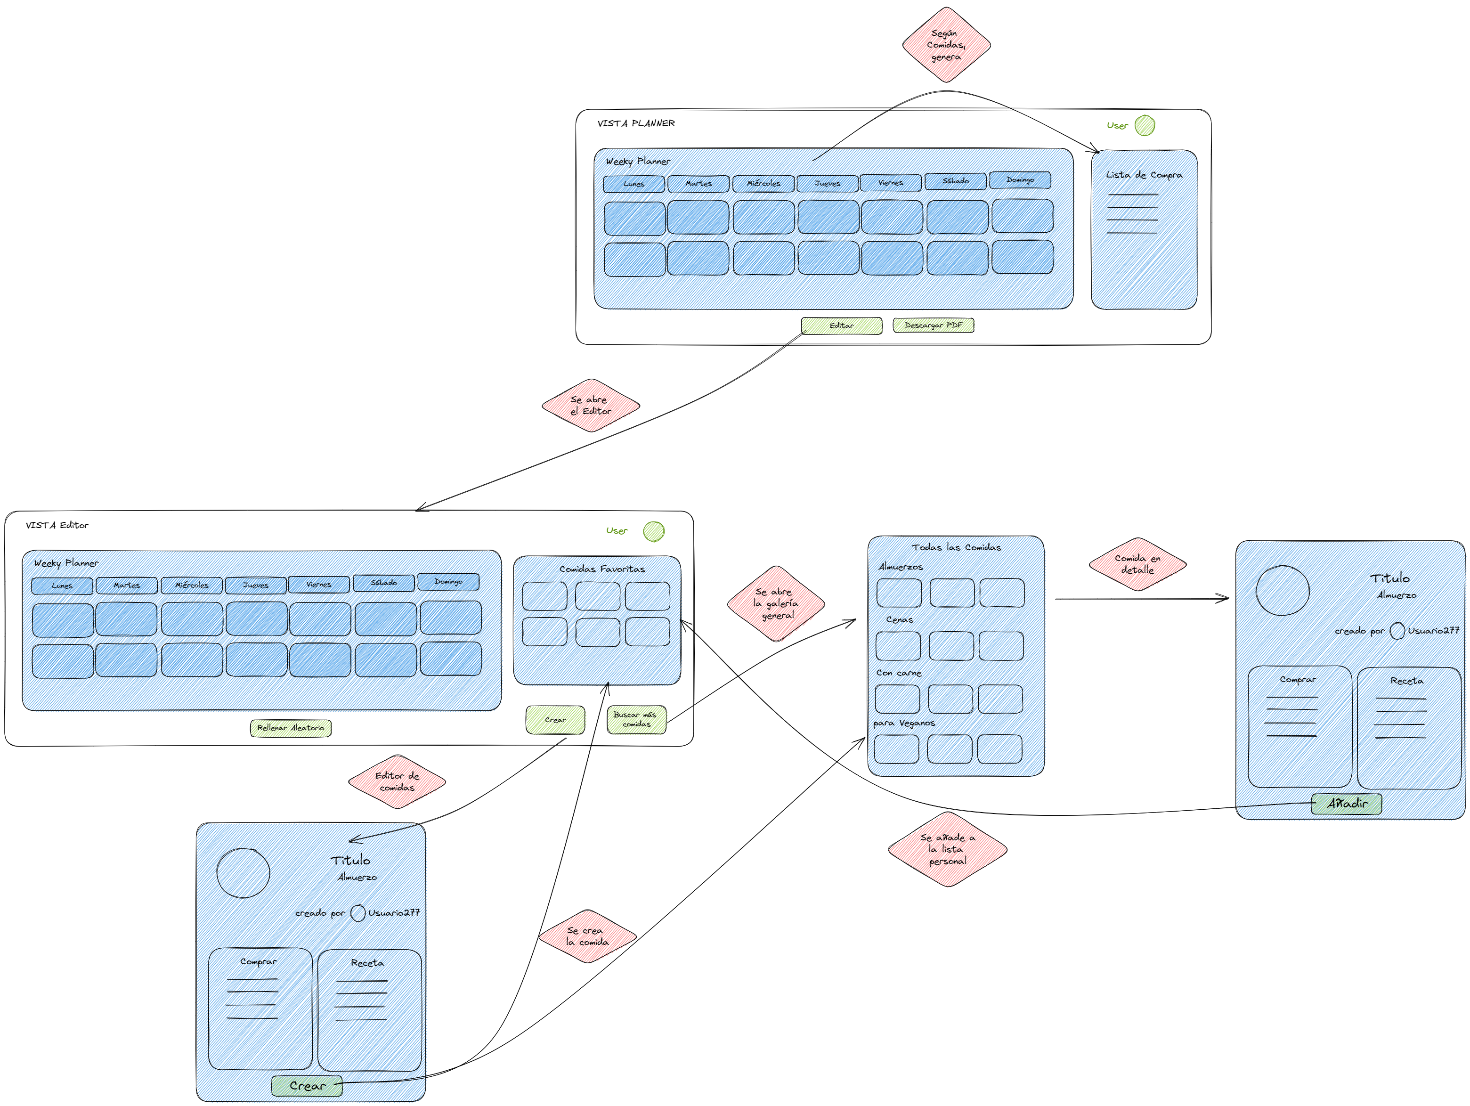 Según
Comidas,
genera
VISTA PLANNER
User
Weeky Planner
Lunes
Martes
Miércoles
Jueves
Viernes
Sábado
Domingo
Lista de Compra
Editar
Descargar PDF
Se abre
el Editor
VISTA Editor
User
Weeky Planner
Lunes
Martes
Miércoles
Jueves
Viernes
Sábado
Domingo
Comidas Favoritas
Rellenar Aleatorio
Crear
Buscar más
comidas
Se abre
la galería
general
Todas las Comidas
Almuerzos
Cenas
Con carne
para Veganos
Comida en
detalle
Titulo
Almuerzo
creado por
Usuario277
Comprar
Receta
Añadir
Editor de
comidas
Se añade a
la lista
personal
Titulo
Almuerzo
creado por
Usuario277
Comprar
Receta
Crear
Se crea
la comida